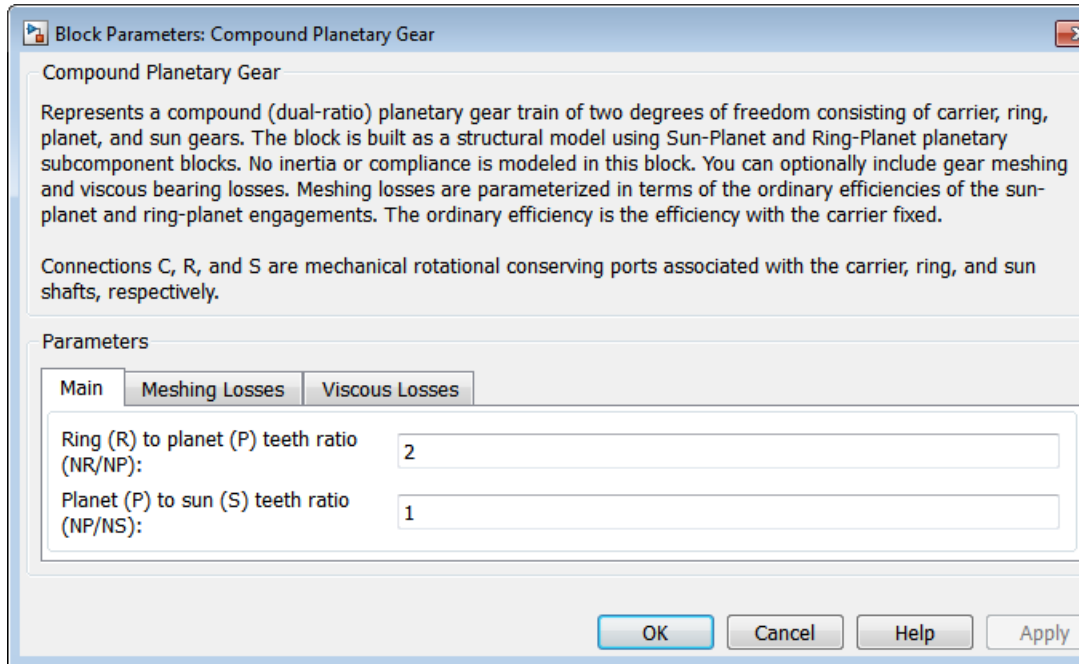 Block Parameters: Compound Planetary Gear
Compound Planetary Gear
Represents a compound (dual-ratio) planetary gear train of two degrees of freedom consisting of carrier, ring,
planet, and sun gears. The block is built as a structural model using Sun-Planet and Ring-Planet planetary
subcomponent blocks. No inertia or compliance is modeled in this block. You can optionally include gear meshing
and viscous bearing losses. Meshing losses are parameterized in terms of the ordinary efficiencies of the sun-
planet and ring-planet engagements. The ordinary efficiency is the efficiency with the carrier fixed.
Connections C, R, and S are mechanical rotational conserving ports associated with the carrier, ring, and sun
shafts, respectively.
Parameters
Main Meshing Losses Viscous Losses
Ring (R) to planet (P) teeth ratio
(NR/NP):
2
Planet (P) to sun (S) teeth ratio
(NP/NS):
1
OK Cancel Help Apply